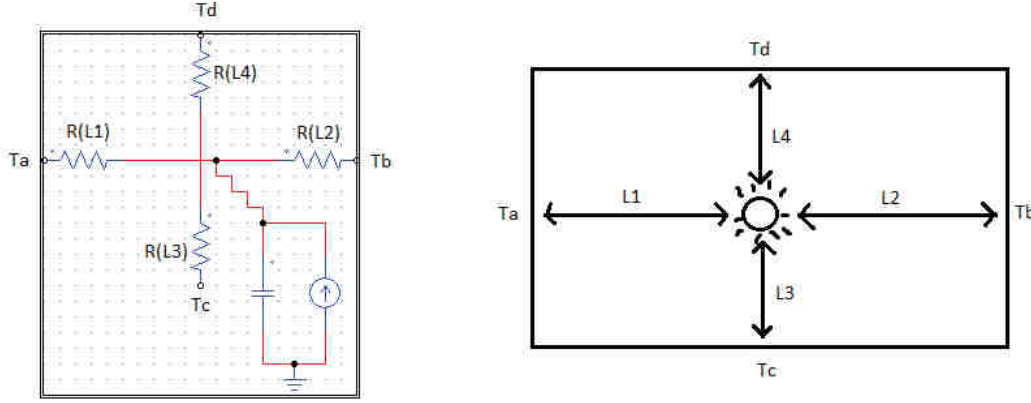 Td
R(L4)
R(L1)
R(L2)
Ta
Tb
R(L3)
Tc
Td
L4
L1
L2
Ta
Tb
L3
Tc